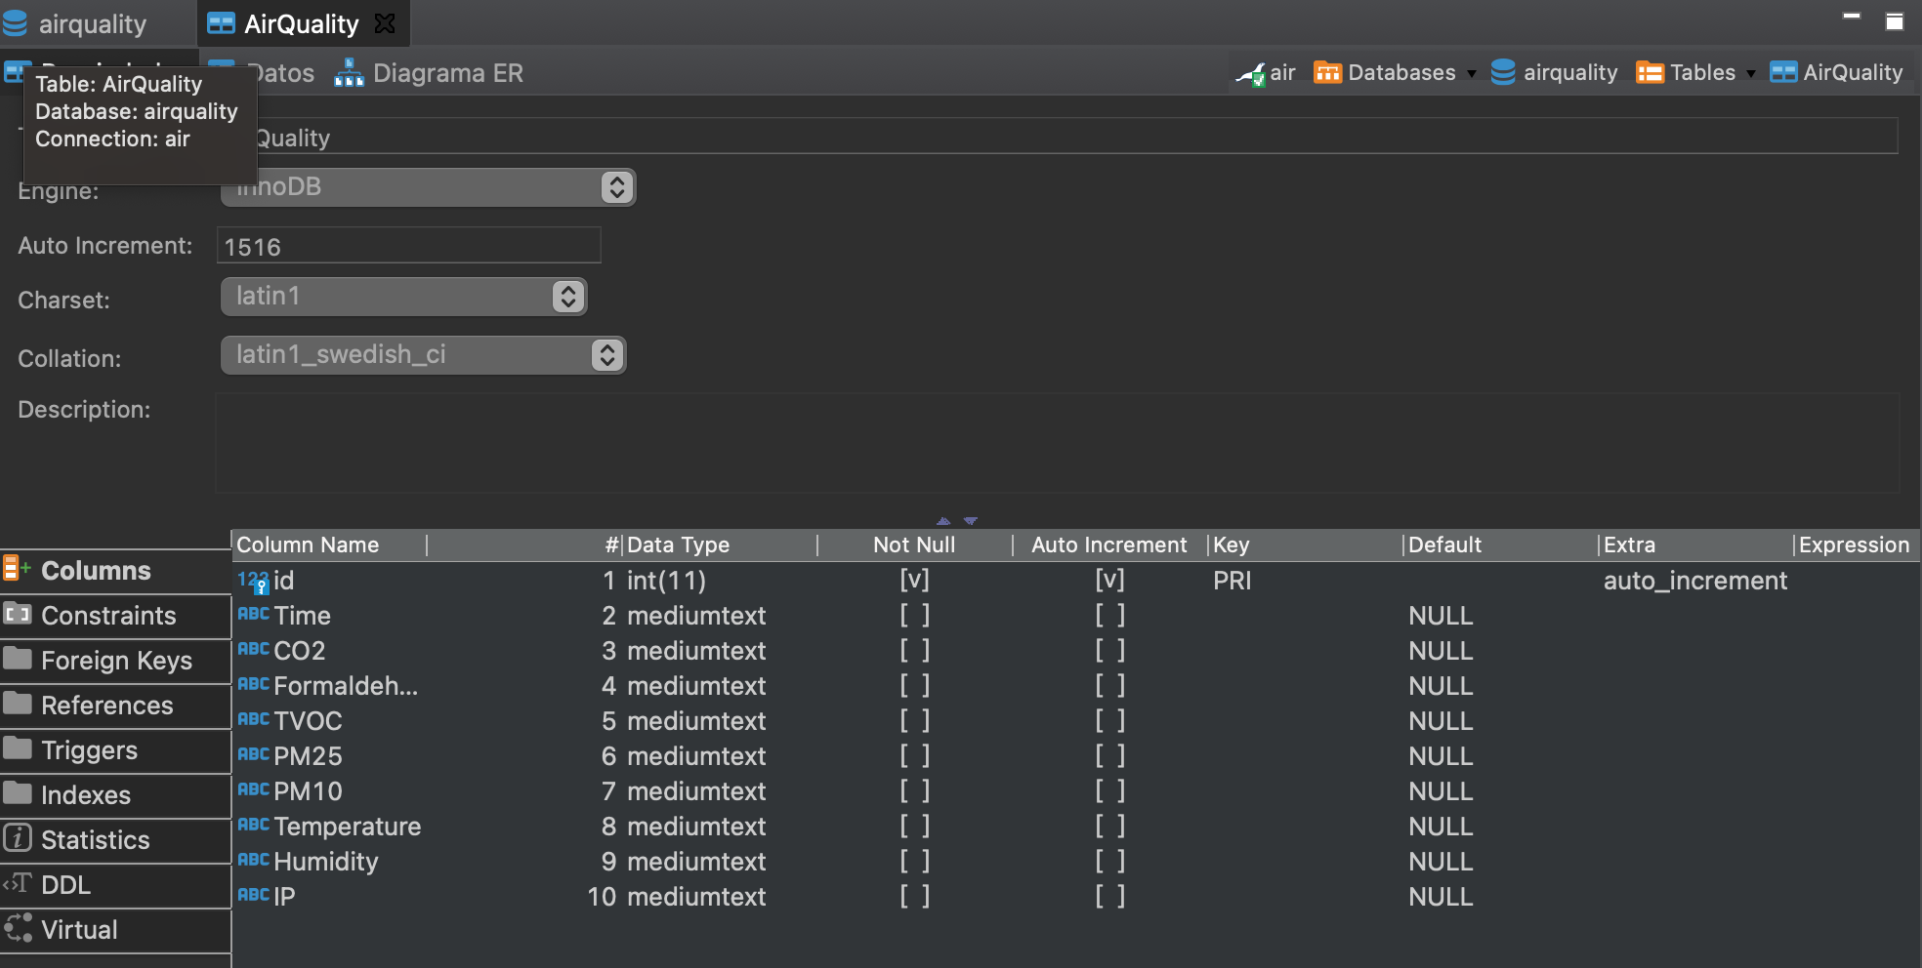 airquality
AirQuality
Datos
Diagrama ER
air
Databases
airquality
Tables
AirQuality
Table: AirQuality
Database: airquality
Connection: air
Quality
Engine:
InnoDB
Auto Increment:
1516
Charset:
latin1
Collation:
latin1_swedish_ci
Description:
Columns
Constraints
Foreign Keys
References
Triggers
Indexes
Statistics
DDL
Virtual
Column Name # Data Type Not Null Auto Increment Key Default Extra Expression
123 id 1 int(11) [v] [v] PRI auto_increment
ABC Time 2 mediumtext [ ] [ ] NULL
ABC CO2 3 mediumtext [ ] [ ] NULL
ABC Formaldeh... 4 mediumtext [ ] [ ] NULL
ABC TVOC 5 mediumtext [ ] [ ] NULL
ABC PM25 6 mediumtext [ ] [ ] NULL
ABC PM10 7 mediumtext [ ] [ ] NULL
ABC Temperature 8 mediumtext [ ] [ ] NULL
ABC Humidity 9 mediumtext [ ] [ ] NULL
ABC IP 10 mediumtext [ ] [ ] NULL